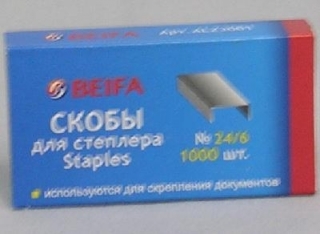 BEIFA
СКОБЫ
для степлера
Staples
№ 24/6
1000 шт.
используются для скрепления документов